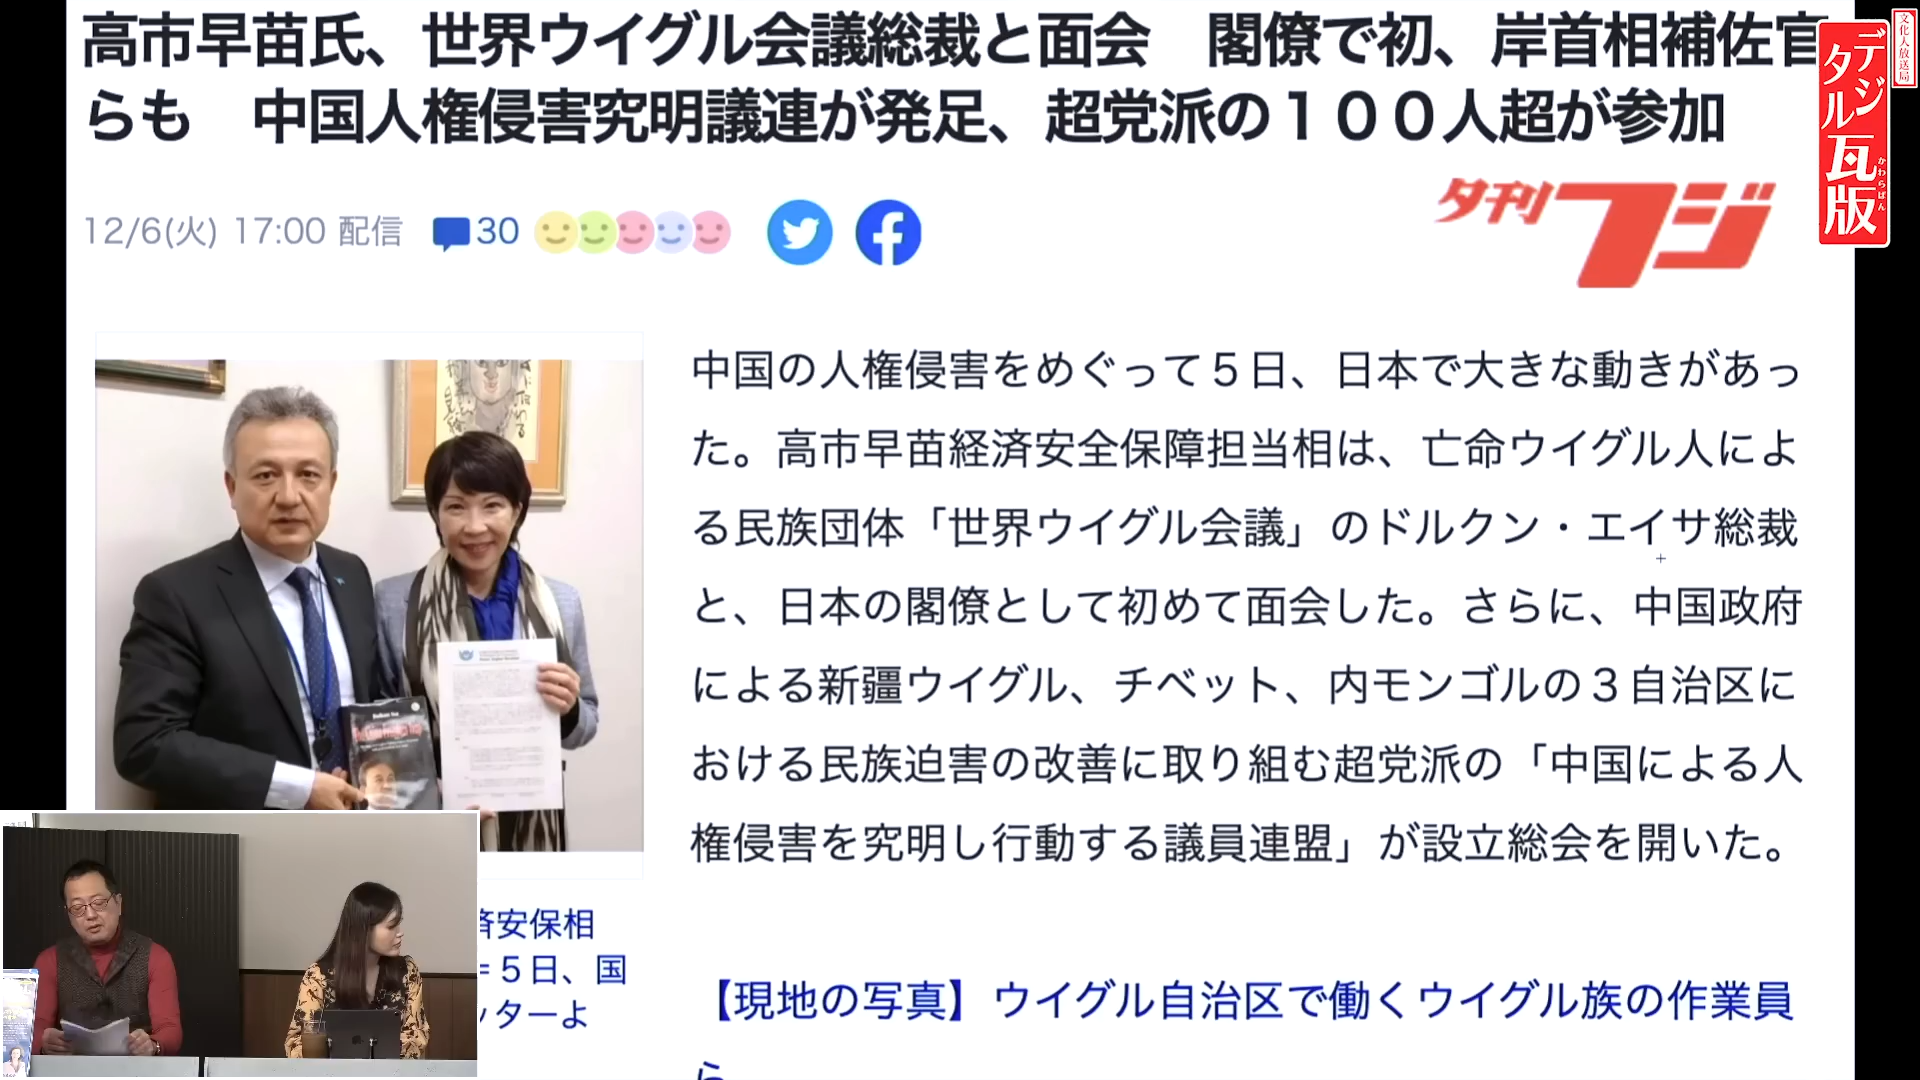 高市早苗氏、世界ウイグル会議総裁と面会　閣僚で初、岸首相補佐官
らも　中国人権侵害究明議連が発足、超党派の１００人超が参加
文化人放送局
デジタル瓦版
かわらばん
12/6(火) 17:00 配信
30
夕刊フジ
中国の人権侵害をめぐって５日、日本で大きな動きがあっ
た。高市早苗経済安全保障担当相は、亡命ウイグル人によ
る民族団体「世界ウイグル会議」のドルクン・エイサ総裁
と、日本の閣僚として初めて面会した。さらに、中国政府
による新疆ウイグル、チベット、内モンゴルの３自治区に
おける民族迫害の改善に取り組む超党派の「中国による人
権侵害を究明し行動する議員連盟」が設立総会を開いた。
済安保相
＝５日、国
ッターよ
【現地の写真】ウイグル自治区で働くウイグル族の作業員
ら